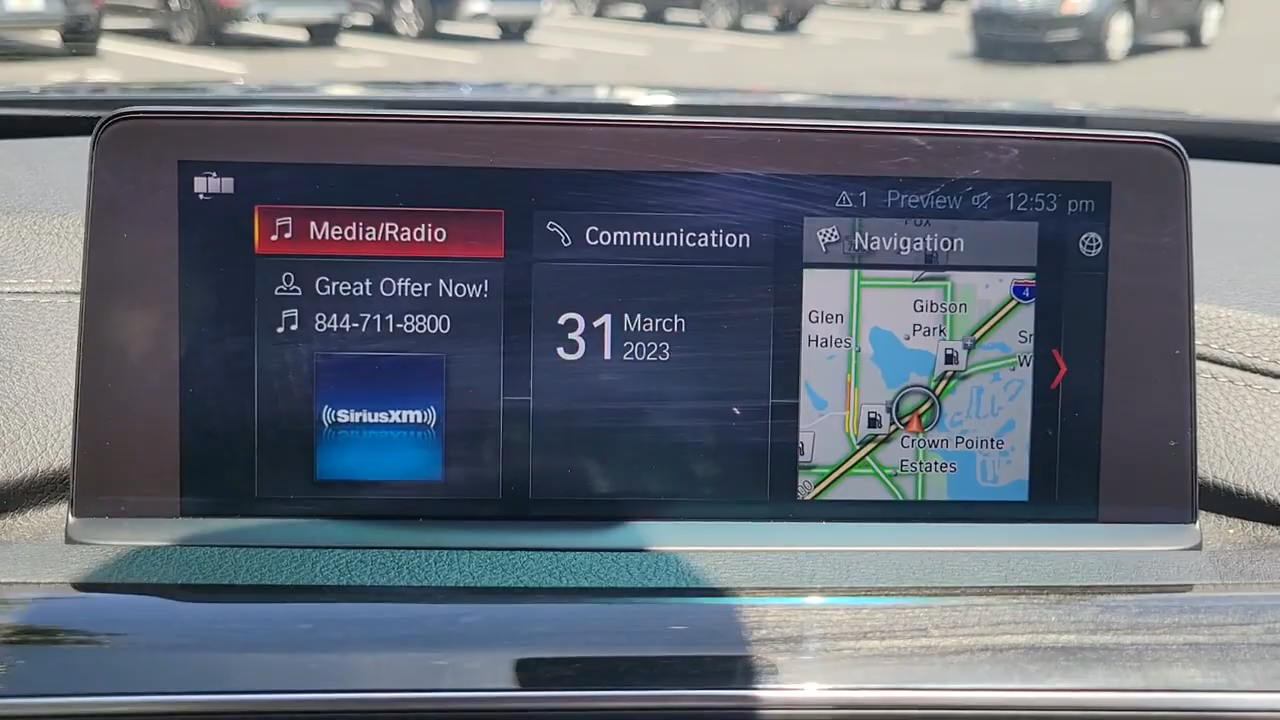 1 Preview 12:53 pm
Media/Radio
Great Offer Now!
844-711-8800
((SiriusXM))
Communication
31 March
2023
Navigation
4
Gibson
Park
Glen
Hales
Crown Pointe
Estates